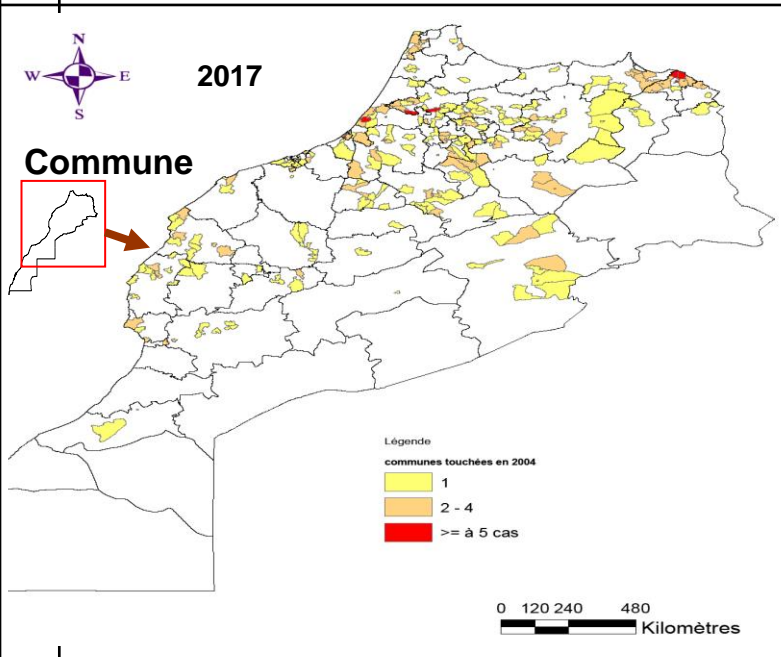 N
W E
S
2017
Commune
Légende
communes touchées en 2004
1
2 - 4
>= à 5 cas
0 120 240 480
Kilomètres